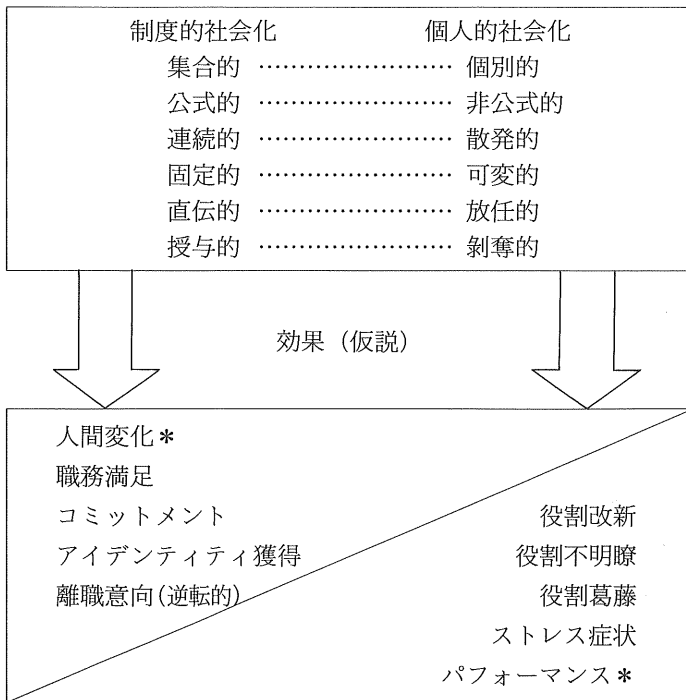 制度的社会化 個人的社会化
集合的 ························ 個別的
公式的 ························ 非公式的
連続的 ························ 散発的
固定的 ························ 可変的
直伝的 ························ 放任的
授与的 ························ 剝奪的
効果（仮説）
人間変化＊
職務満足
コミットメント
アイデンティティ獲得
離職意向(逆転的)
役割改新
役割不明瞭
役割葛藤
ストレス症状
パフォーマンス＊